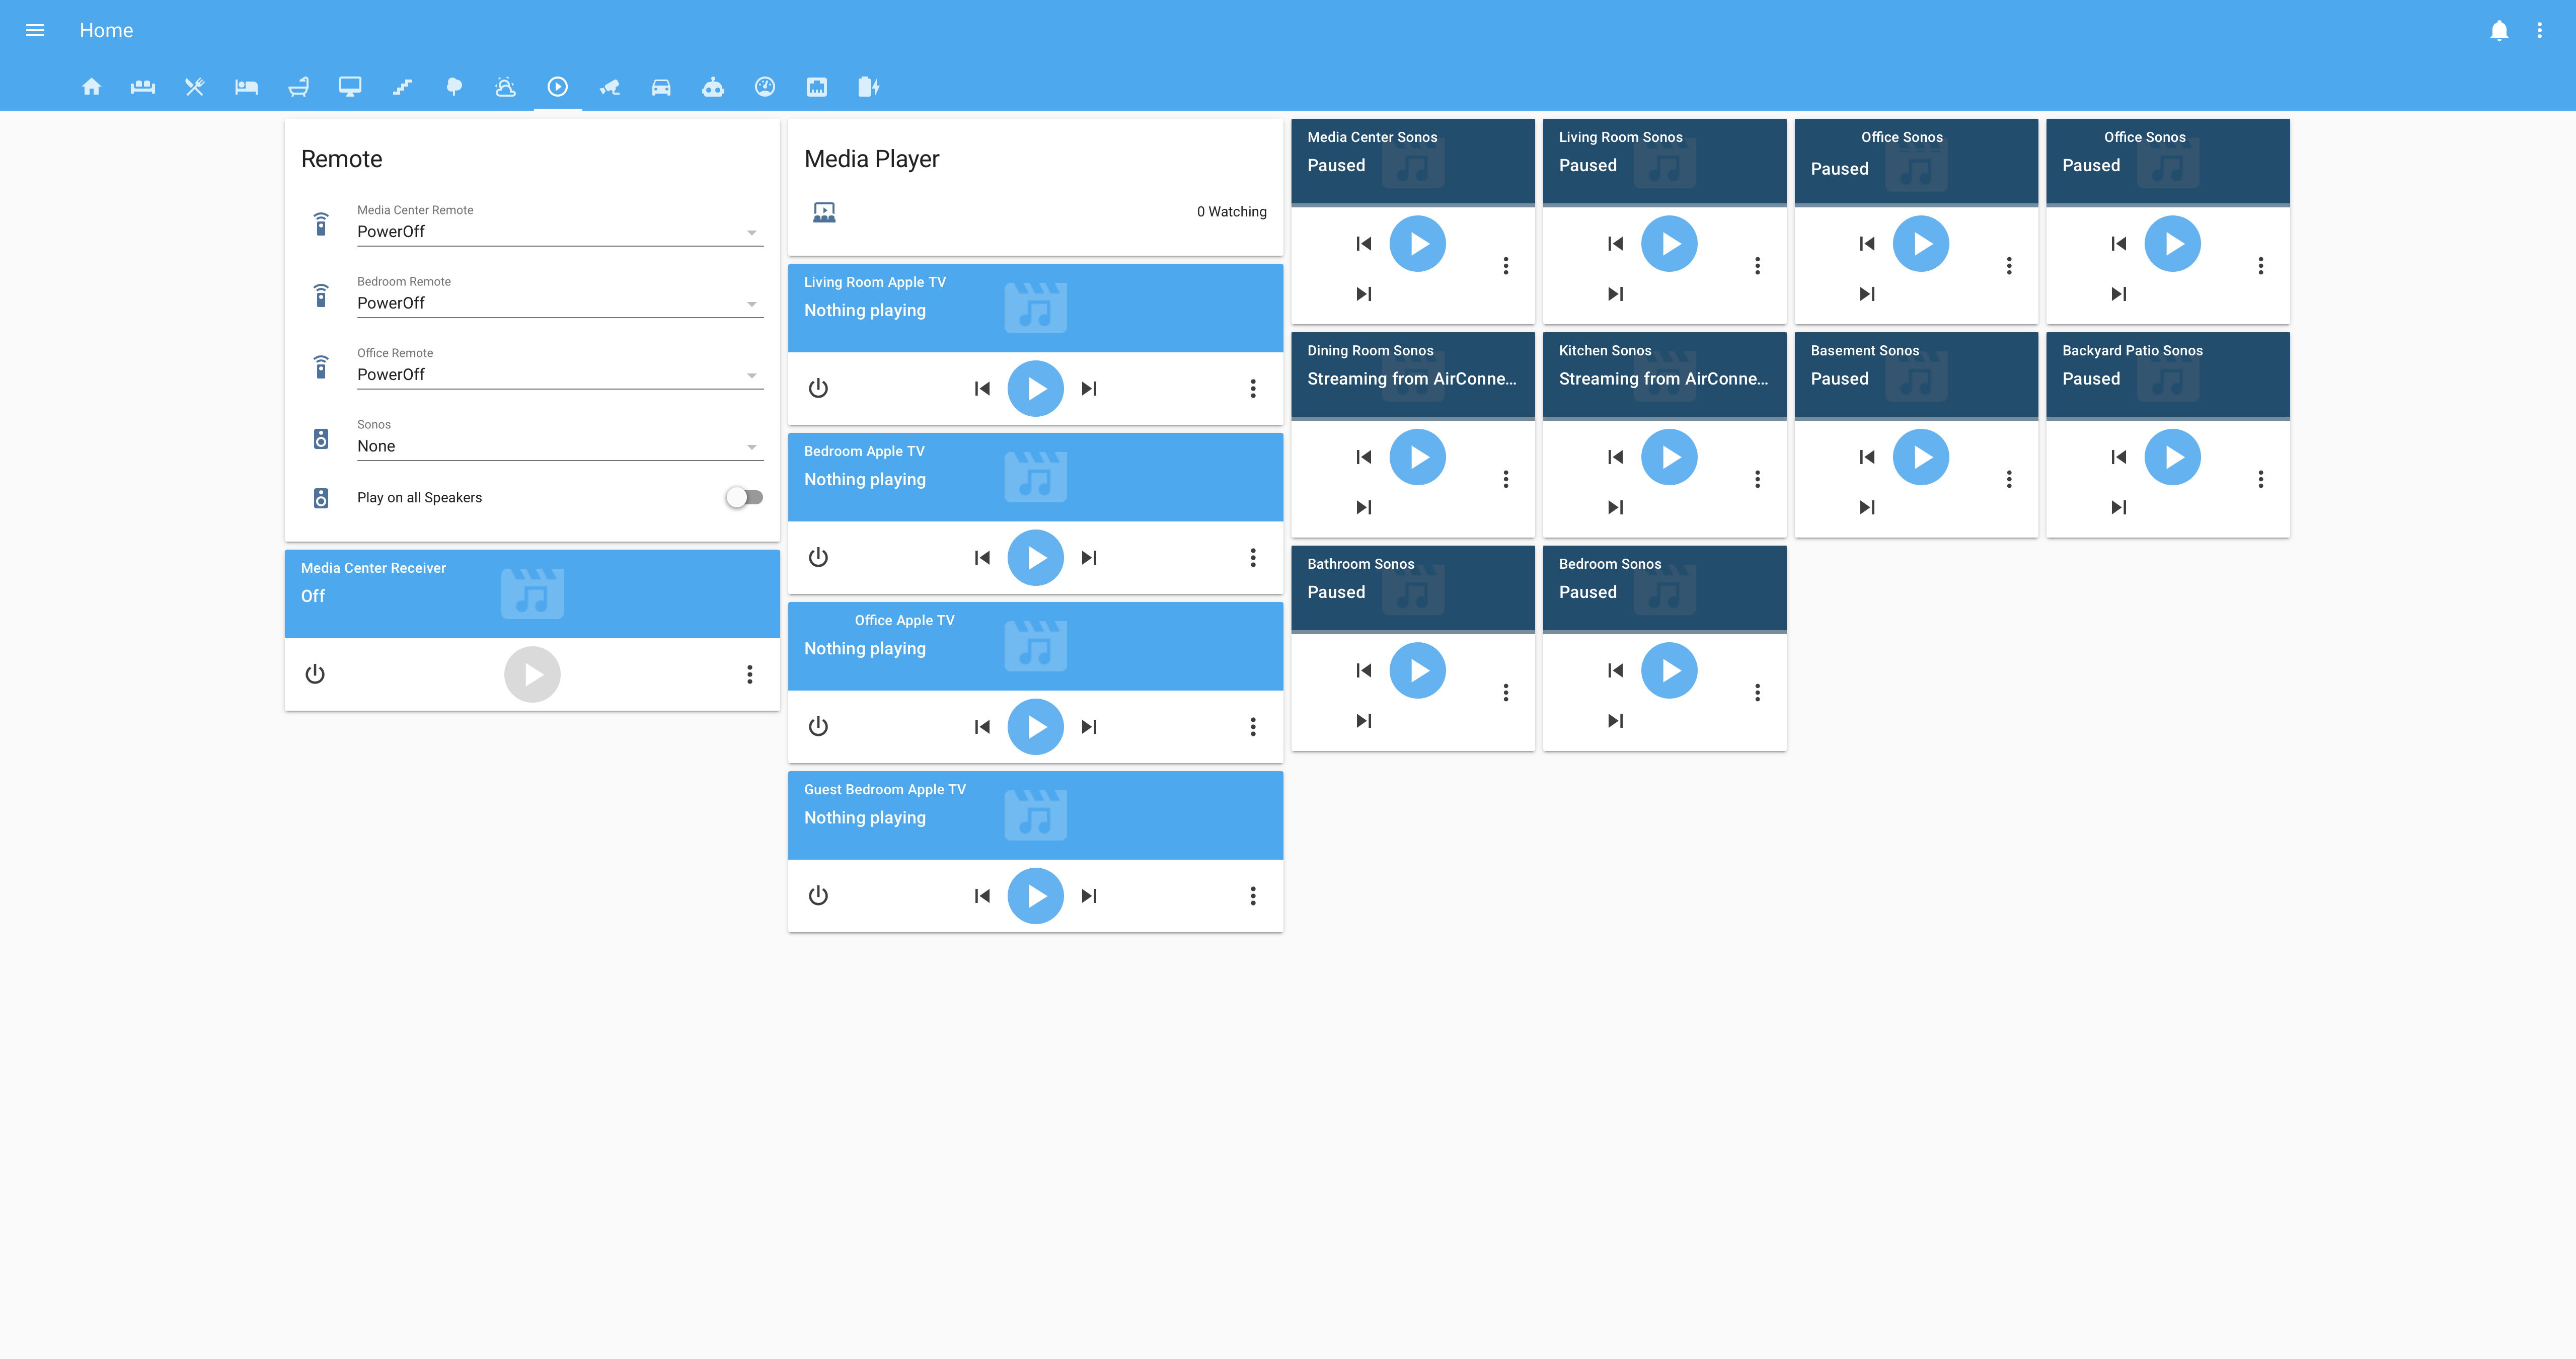 Home
Remote
Media Center Remote
PowerOff
Bedroom Remote
PowerOff
Office Remote
PowerOff
Sonos
None
Play on all Speakers
Media Center Receiver
Off
Media Player
0 Watching
Living Room Apple TV
Nothing playing
Bedroom Apple TV
Nothing playing
Office Apple TV
Nothing playing
Guest Bedroom Apple TV
Nothing playing
Media Center Sonos
Paused
Living Room Sonos
Paused
Office Sonos
Paused
Office Sonos
Paused
Dining Room Sonos
Streaming from AirConne...
Kitchen Sonos
Streaming from AirConne...
Basement Sonos
Paused
Backyard Patio Sonos
Paused
Bathroom Sonos
Paused
Bedroom Sonos
Paused